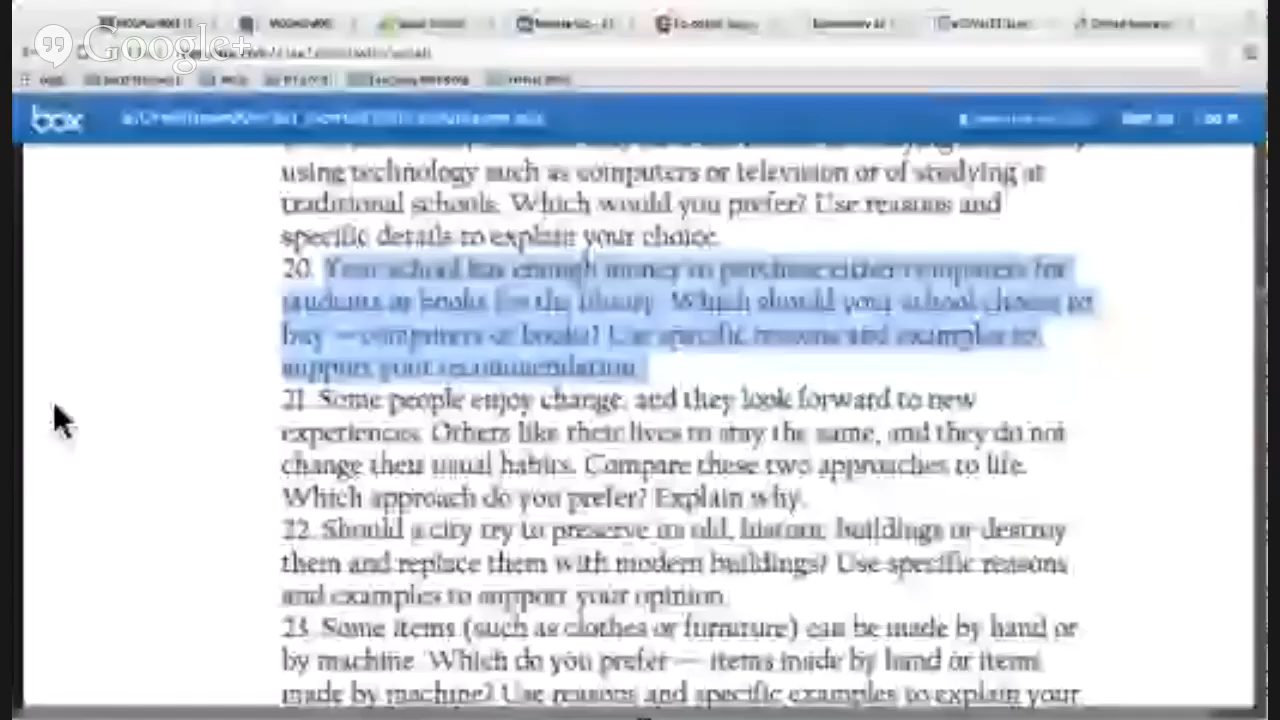 Google+
box
using technology such as computers or television or of studying at
traditional schools. Which would you prefer? Use reasons and
specific details to explain your choice.
20. Your school has enough money to purchase either computers for
students or books for the library. Which should your school choose to
buy — computers or books? Use specific reasons and examples to
support your recommendation.
21. Some people enjoy change, and they look forward to new
experiences. Others like their lives to stay the same, and they do not
change their usual habits. Compare these two approaches to life.
Which approach do you prefer? Explain why.
22. Should a city try to preserve its old, historic buildings or destroy
them and replace them with modern buildings? Use specific reasons
and examples to support your opinion.
23. Some items (such as clothes or furniture) can be made by hand or
by machine. Which do you prefer — items made by hand or items
made by machine? Use reasons and specific examples to explain your